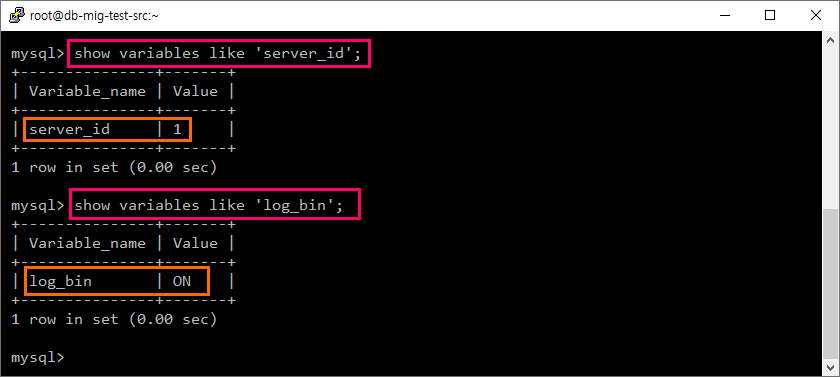 root@db-mig-test-src:~
mysql> show variables like 'server_id';
+---------------+-------+
| Variable_name | Value |
+---------------+-------+
| server_id     | 1     |
+---------------+-------+
1 row in set (0.00 sec)
mysql> show variables like 'log_bin';
+---------------+-------+
| Variable_name | Value |
+---------------+-------+
| log_bin       | ON    |
+---------------+-------+
1 row in set (0.00 sec)
mysql>